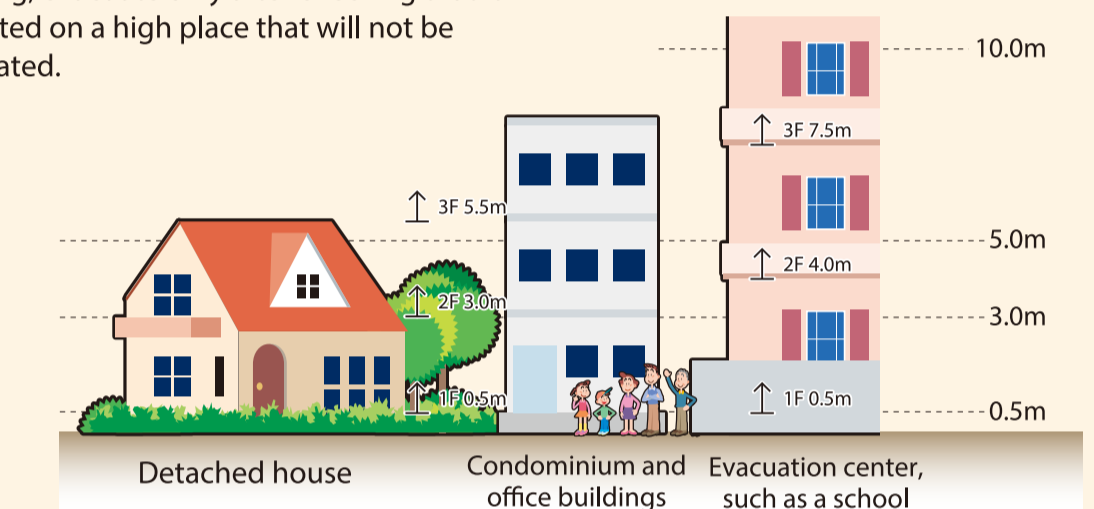 ted on a high place that will not be
ated.
10.0m
3F 7.5m
3F 5.5m
5.0m
2F 4.0m
2F 3.0m
3.0m
1F 0.5m
1F 0.5m
0.5m
Detached house
Condominium and
office buildings
Evacuation center,
such as a school